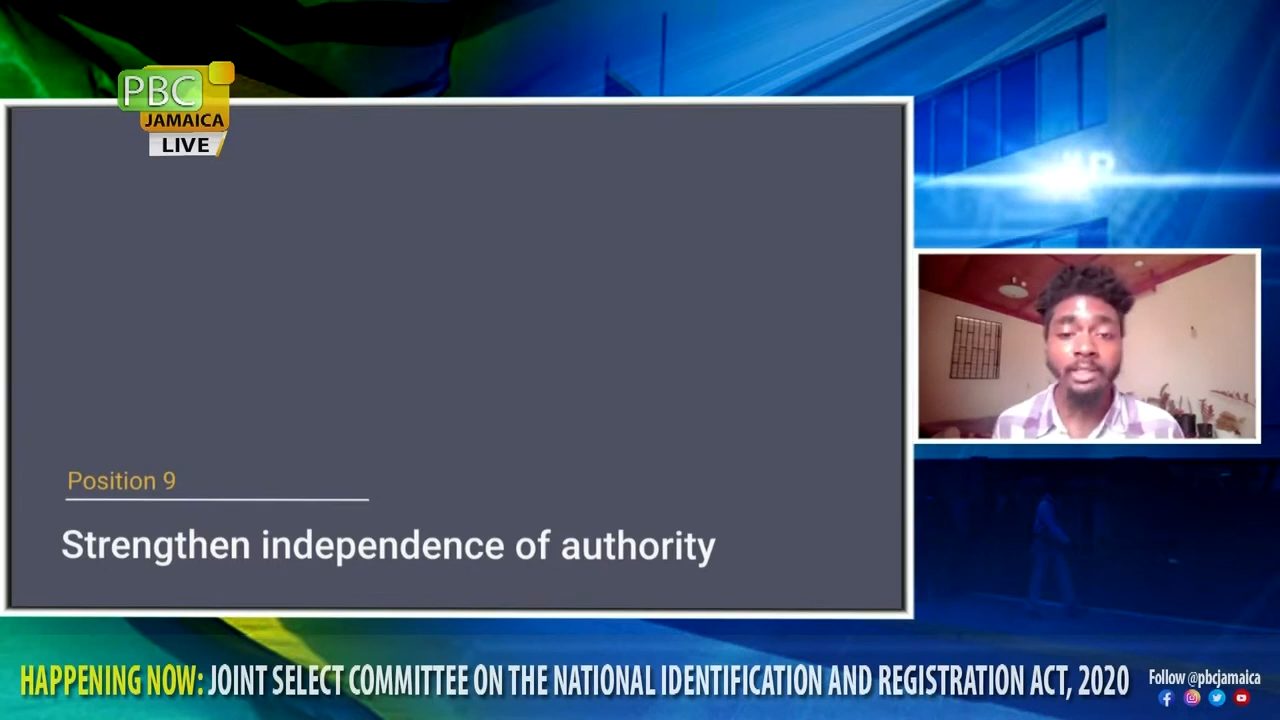 PBC
JAMAICA
LIVE
Position 9
Strengthen independence of authority
HAPPENING NOW: JOINT SELECT COMMITTEE ON THE NATIONAL IDENTIFICATION AND REGISTRATION ACT, 2020
Follow @pbcjamaica